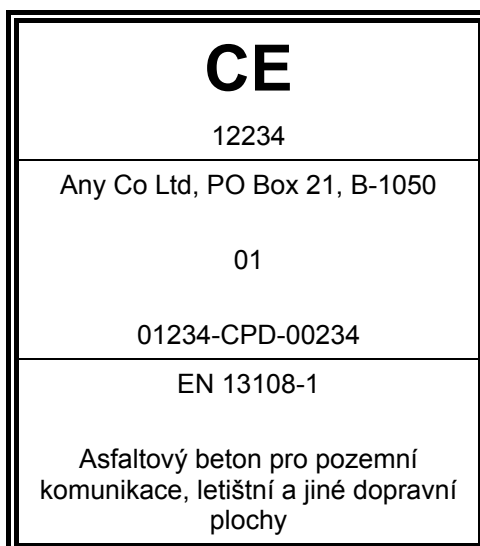 CE
12234
Any Co Ltd, PO Box 21, B-1050
01
01234-CPD-00234
EN 13108-1
Asfaltový beton pro pozemní
komunikace, letištní a jiné dopravní
plochy